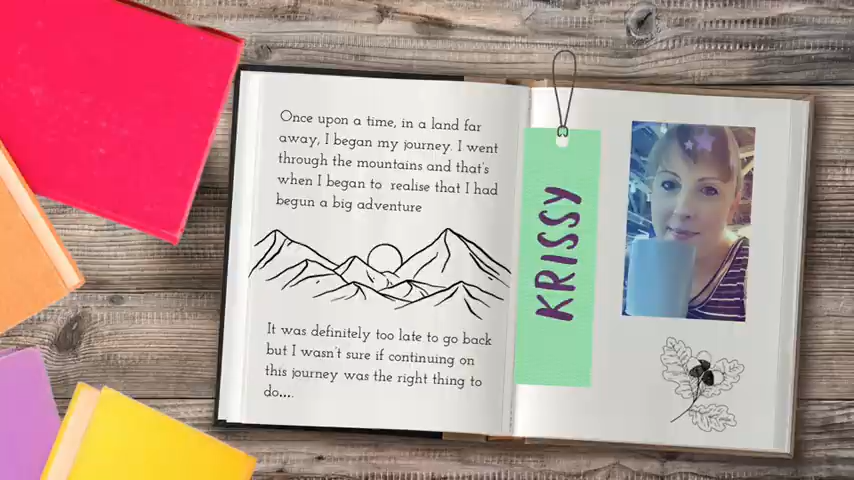 Once upon a time, in a land far
away, I began my journey. I went
through the mountains and that's
when I began to realise that I had
begun a big adventure
It was definitely too late to go back
but I wasn't sure if continuing on
this journey was the right thing to
do....
KRISSY